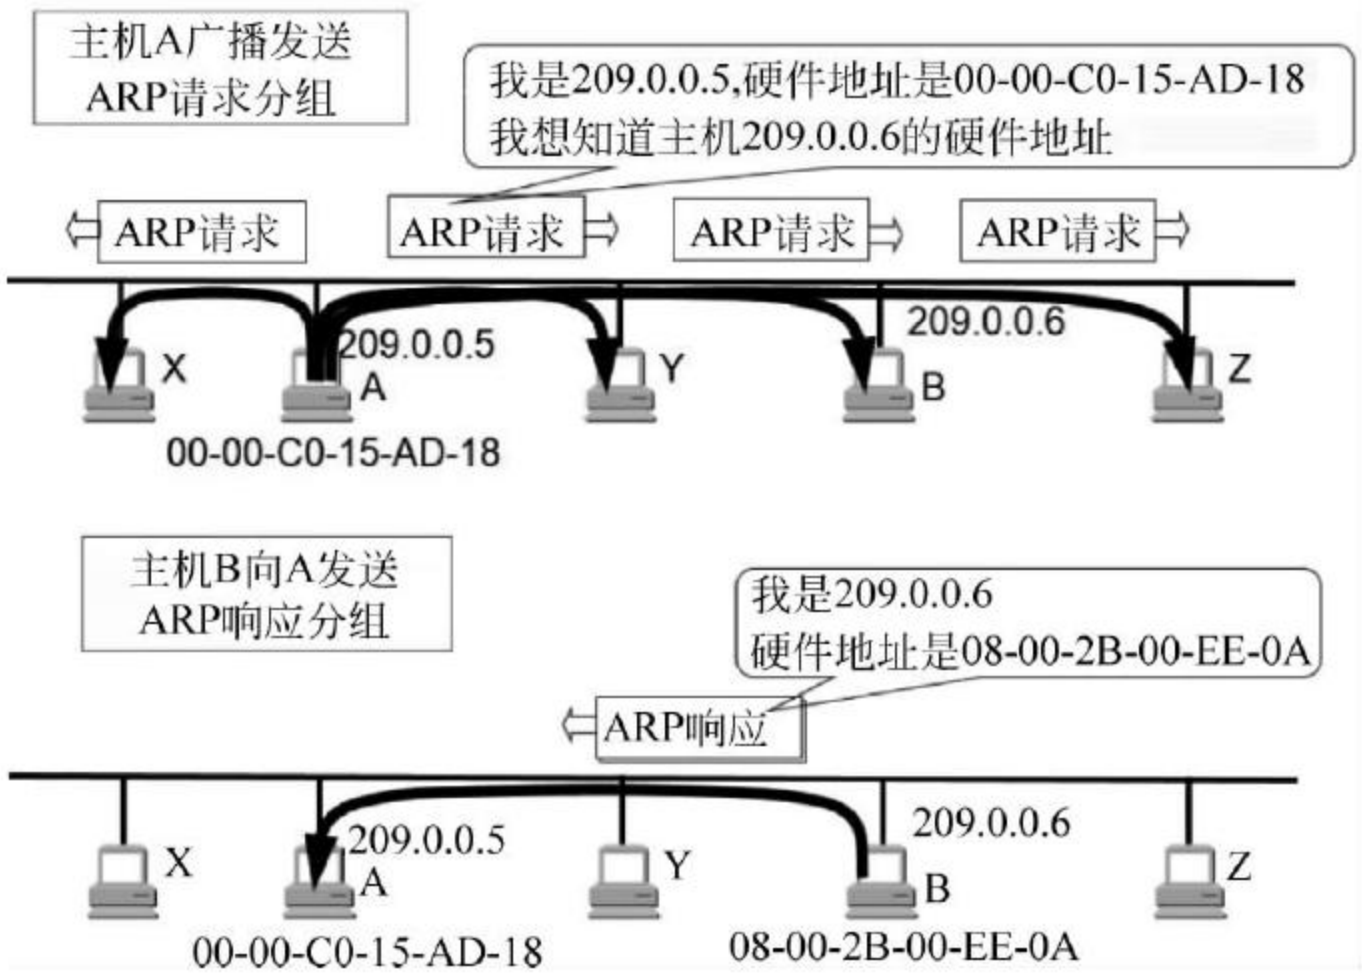 主机A广播发送
ARP请求分组
我是209.0.0.5,硬件地址是00-00-C0-15-AD-18
我想知道主机209.0.0.6的硬件地址
ARP请求
ARP请求
ARP请求
ARP请求
209.0.0.5
209.0.0.6
X
A
Y
B
Z
00-00-C0-15-AD-18
主机B向A发送
ARP响应分组
我是209.0.0.6
硬件地址是08-00-2B-00-EE-0A
ARP响应
209.0.0.5
209.0.0.6
X
A
Y
B
Z
00-00-C0-15-AD-18
08-00-2B-00-EE-0A